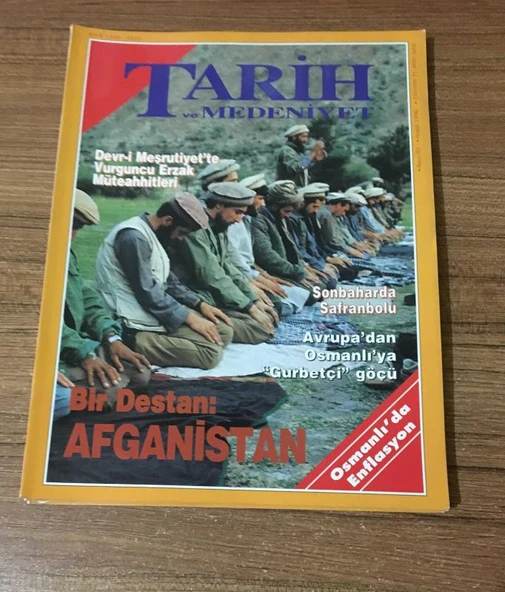 TARİH
ve MEDENİYET
Devr-i Meşrutiyet'te
Vurguncu Erzak
Müteahhitleri
Sonbaharda
Safranbolu
Avrupa'dan
Osmanlı'ya
"Gurbetçi" göçü
Bir Destan:
AFGANİSTAN
Osmanlı'da
Enflasyon